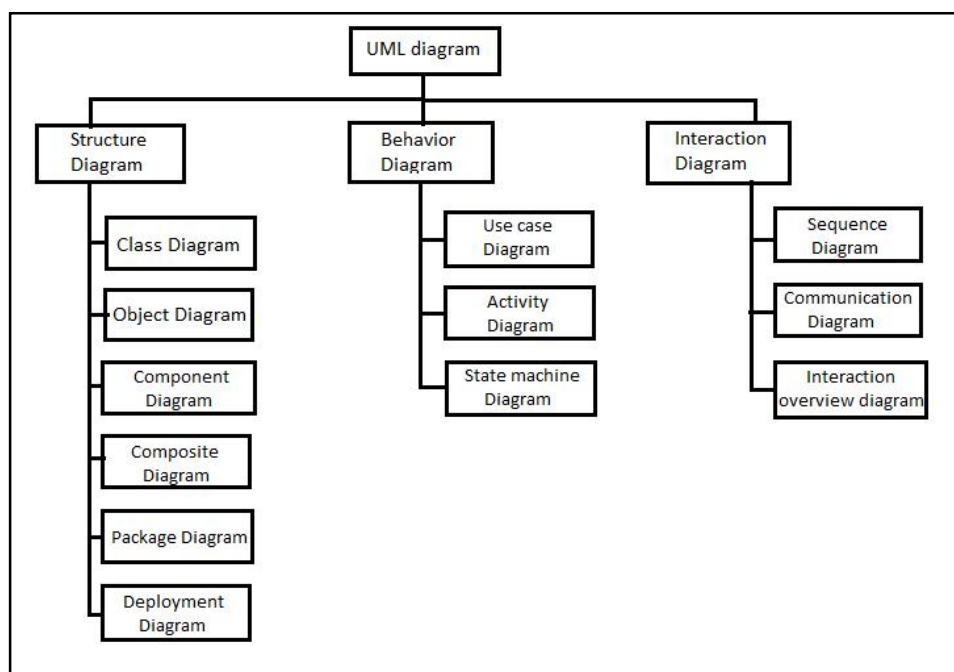 UML diagram
Structure
Diagram
Class Diagram
Object Diagram
Component
Diagram
Composite
Diagram
Package Diagram
Deployment
Diagram
Behavior
Diagram
Use case
Diagram
Activity
Diagram
State machine
Diagram
Interaction
Diagram
Sequence
Diagram
Communication
Diagram
Interaction
overview diagram